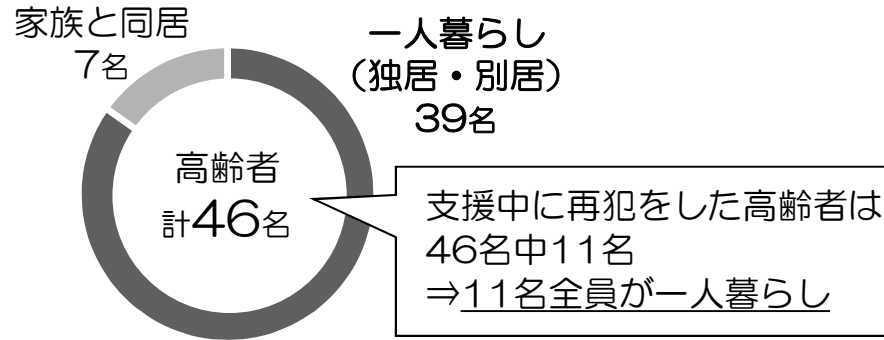 家族と同居
7名
一人暮らし
（独居・別居）
39名
高齢者
計46名
支援中に再犯をした高齢者は
46名中11名
⇒11名全員が一人暮らし